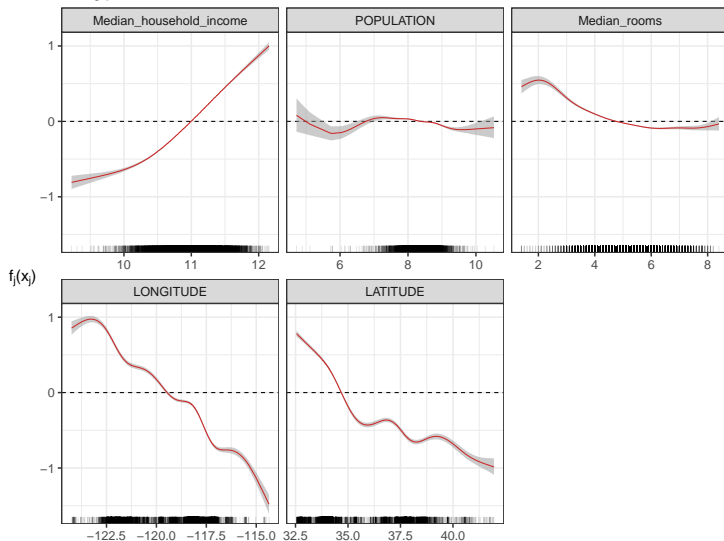 Median_household_income POPULATION Median_rooms
1
0
−1
10 11 12 6 8 10 2 4 6 8
fj(xj)
LONGITUDE LATITUDE
1
0
−1
−122.5 −120.0 −117.5 −115.0 32.5 35.0 37.5 40.0